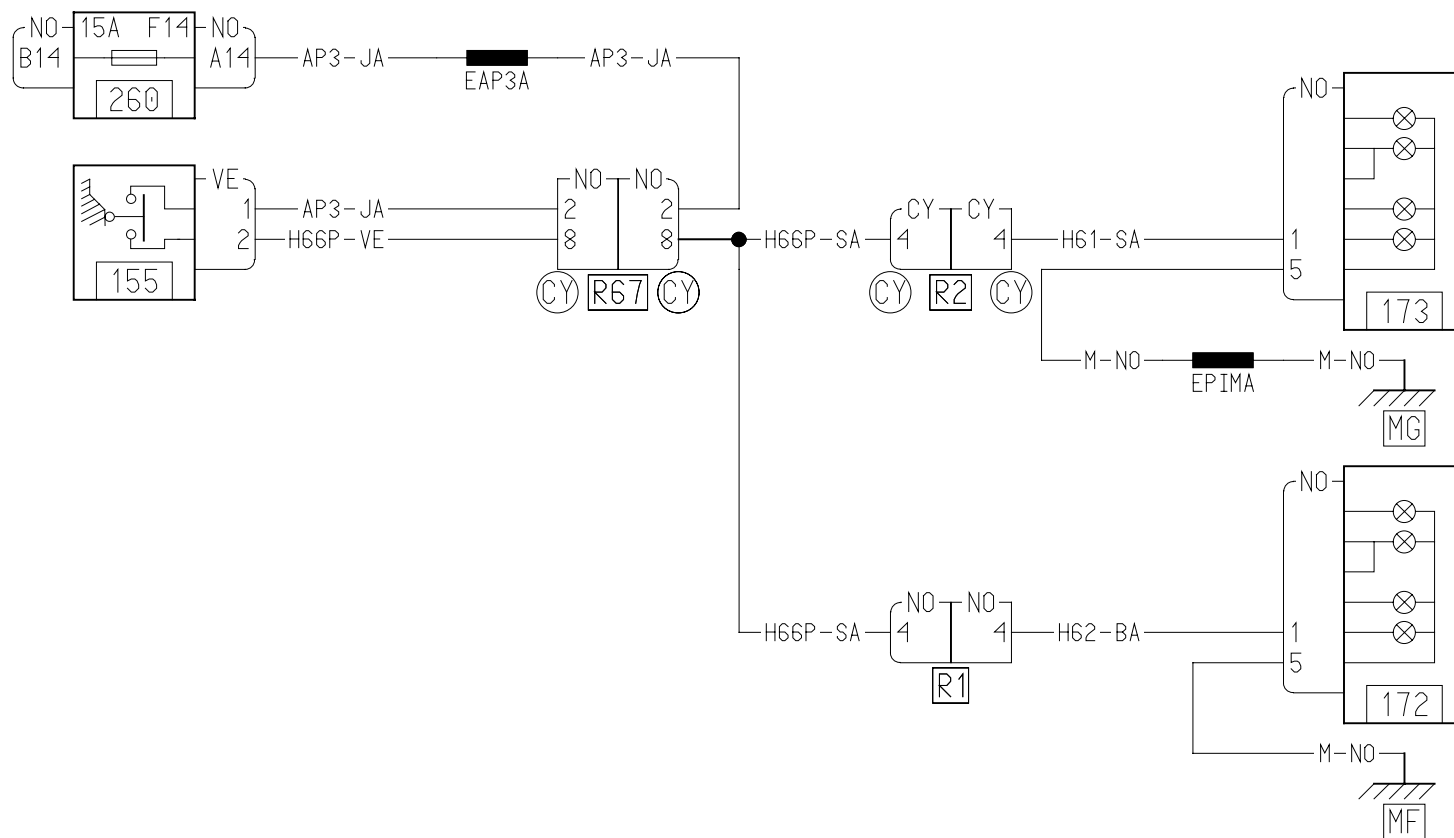 NO 15A F14 NO
B14 A14 AP3-JA AP3-JA
EAP3A
260
NO
VE NO NO
1 AP3-JA 2 2 CY CY
2 H66P-VE 8 8 H66P-SA 4 4 H61-SA 1
5
155 CY R67 CY CY R2 CY 173
M-NO M-NO
EPIMA
MG
NO
NO NO
H66P-SA 4 4 H62-BA 1
5
R1 172
M-NO
MF